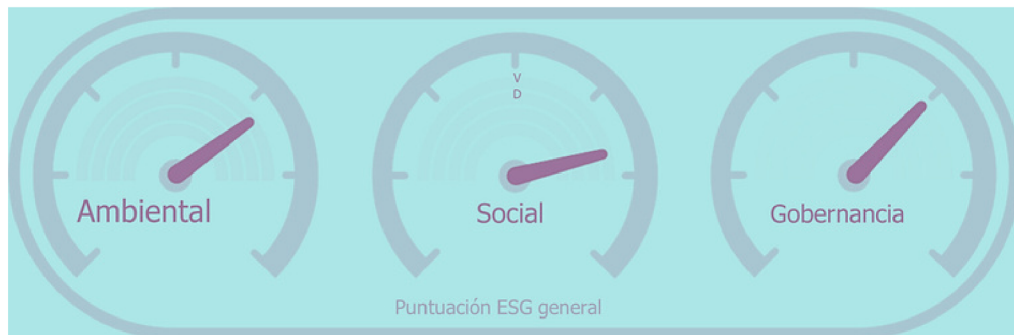 V
D
Ambiental
Social
Gobernancia
Puntuación ESG general